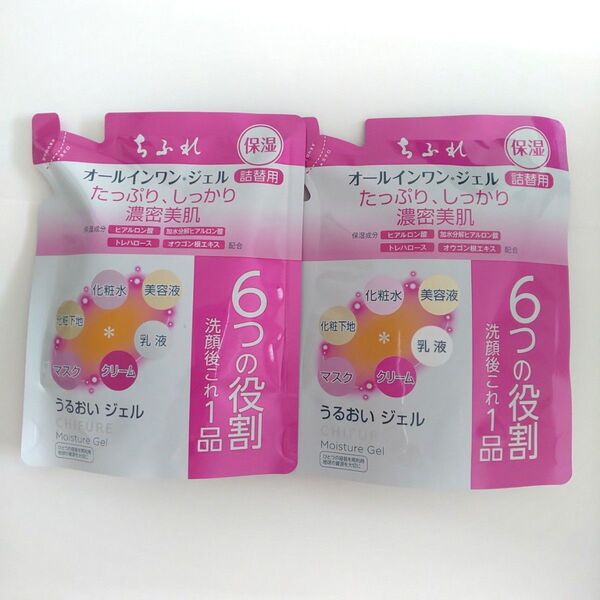 ちふれ
保湿
オールインワン・ジェル 詰替用
たっぷり、しっかり
濃密美肌
保湿成分 ヒアルロン酸 加水分解ヒアルロン酸
トレハロース オウゴン根エキス 配合
化粧水
美容液
化粧下地
*
乳液
マスク
クリーム
6つの役割
洗顔後これ1品
うるおい ジェル
CHIFURE
Moisture Gel
ちふれ
保湿
オールインワン・ジェル 詰替用
たっぷり、しっかり
濃密美肌
保湿成分 ヒアルロン酸 加水分解ヒアルロン酸
トレハロース オウゴン根エキス 配合
化粧水
美容液
化粧下地
*
乳液
マスク
クリーム
6つの役割
洗顔後これ1品
うるおい ジェル
CHIFURE
Moisture Gel